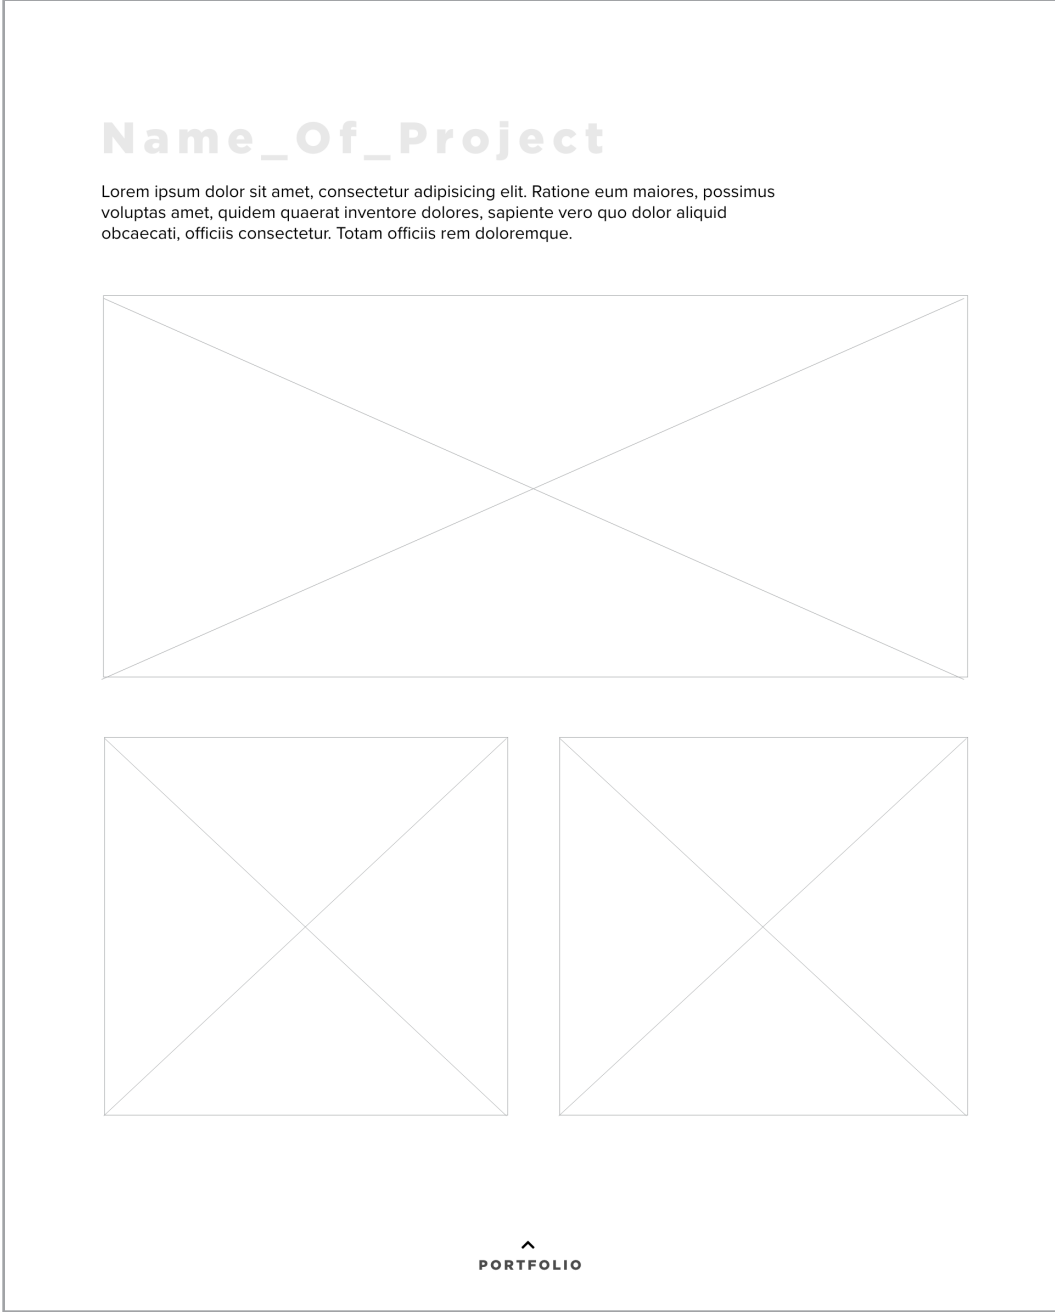 Name_Of_Project
Lorem ipsum dolor sit amet, consectetur adipisicing elit. Ratione eum maiores, possimus
voluptas amet, quidem quaerat inventore dolores, sapiente vero quo dolor aliquid
obcaecati, officiis consectetur. Totam officiis rem doloremque.
PORTFOLIO